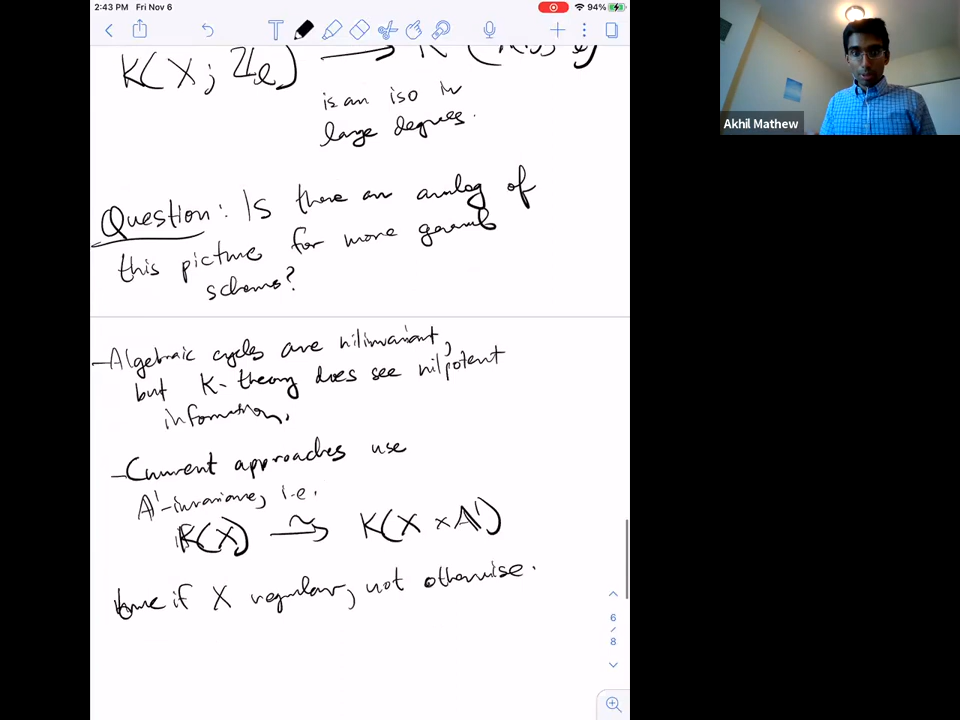 2:43 PM Fri Nov 6
94%
T
K(X; ℤℓ) → K
is an iso in
large degrees.
Question: Is there an analog of
this picture for more general
schemes?
- Algebraic cycles are nilinvariant,
but K-theory does see nilpotent
information.
- Current approaches use
A¹-invariance, i.e.
K(X) ⥲ K(X × A¹)
true if X regular, not otherwise.
6
/
8
Akhil Mathew